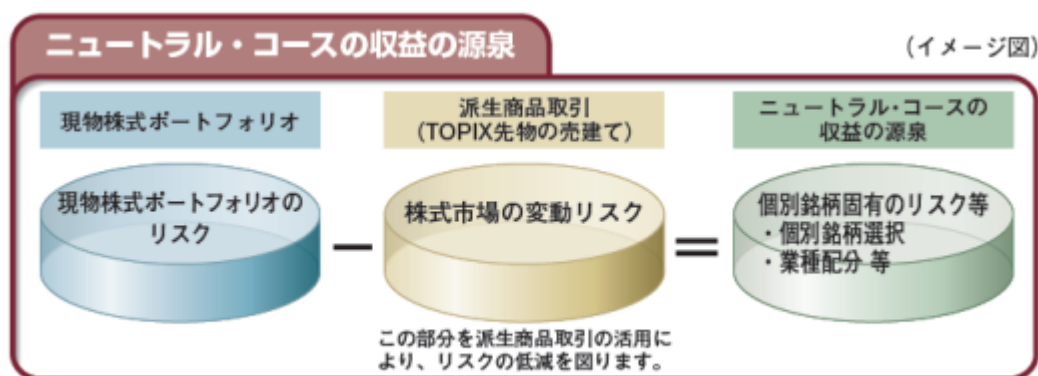 ニュートラル・コースの収益の源泉
(イメージ図)
現物株式ポートフォリオ
派生商品取引
(TOPIX先物の売建て)
ニュートラル・コースの
収益の源泉
現物株式ポートフォリオの
リスク
−
株式市場の変動リスク
=
個別銘柄固有のリスク等
・個別銘柄選択
・業種配分 等
この部分を派生商品取引の活用に
より、リスクの低減を図ります。